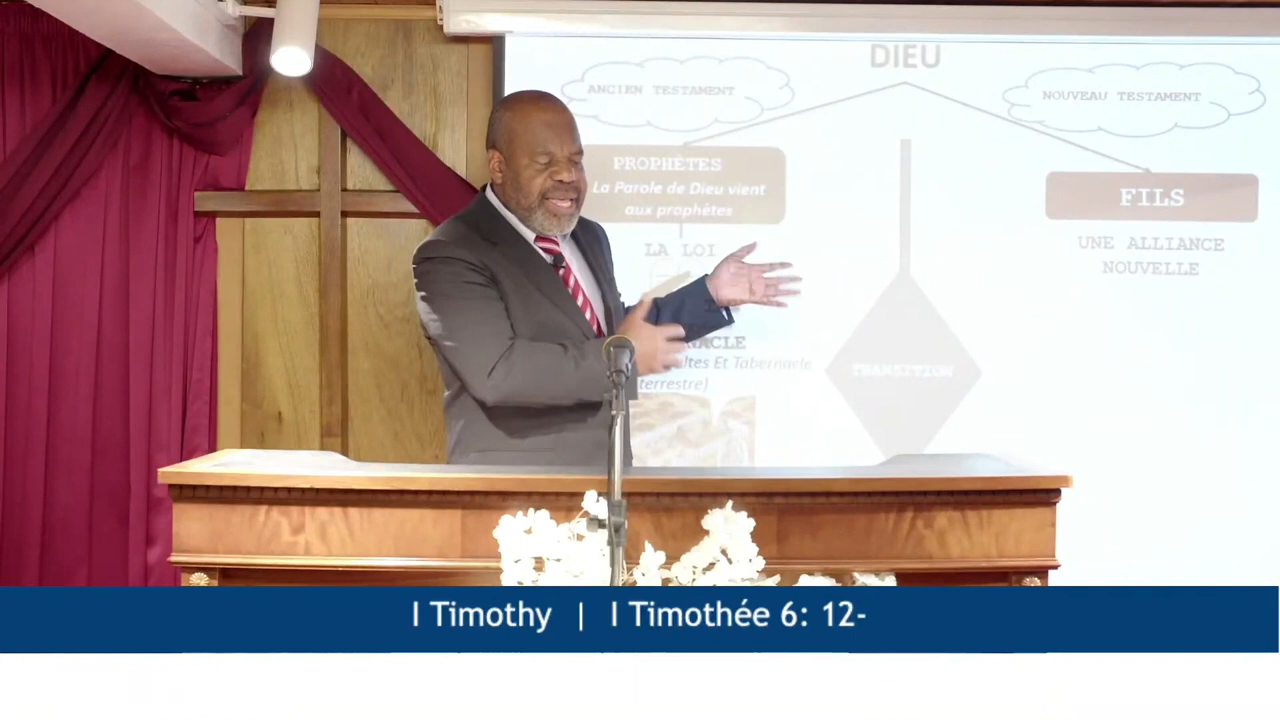 DIEU
ANCIEN TESTAMENT
NOUVEAU TESTAMENT
PROPHÈTES
La Parole de Dieu vient
aux prophètes
FILS
LA LOI
UNE ALLIANCE
NOUVELLE
Et Tabernacle
terrestre)
TRANSITION
I Timothy | I Timothée 6: 12-